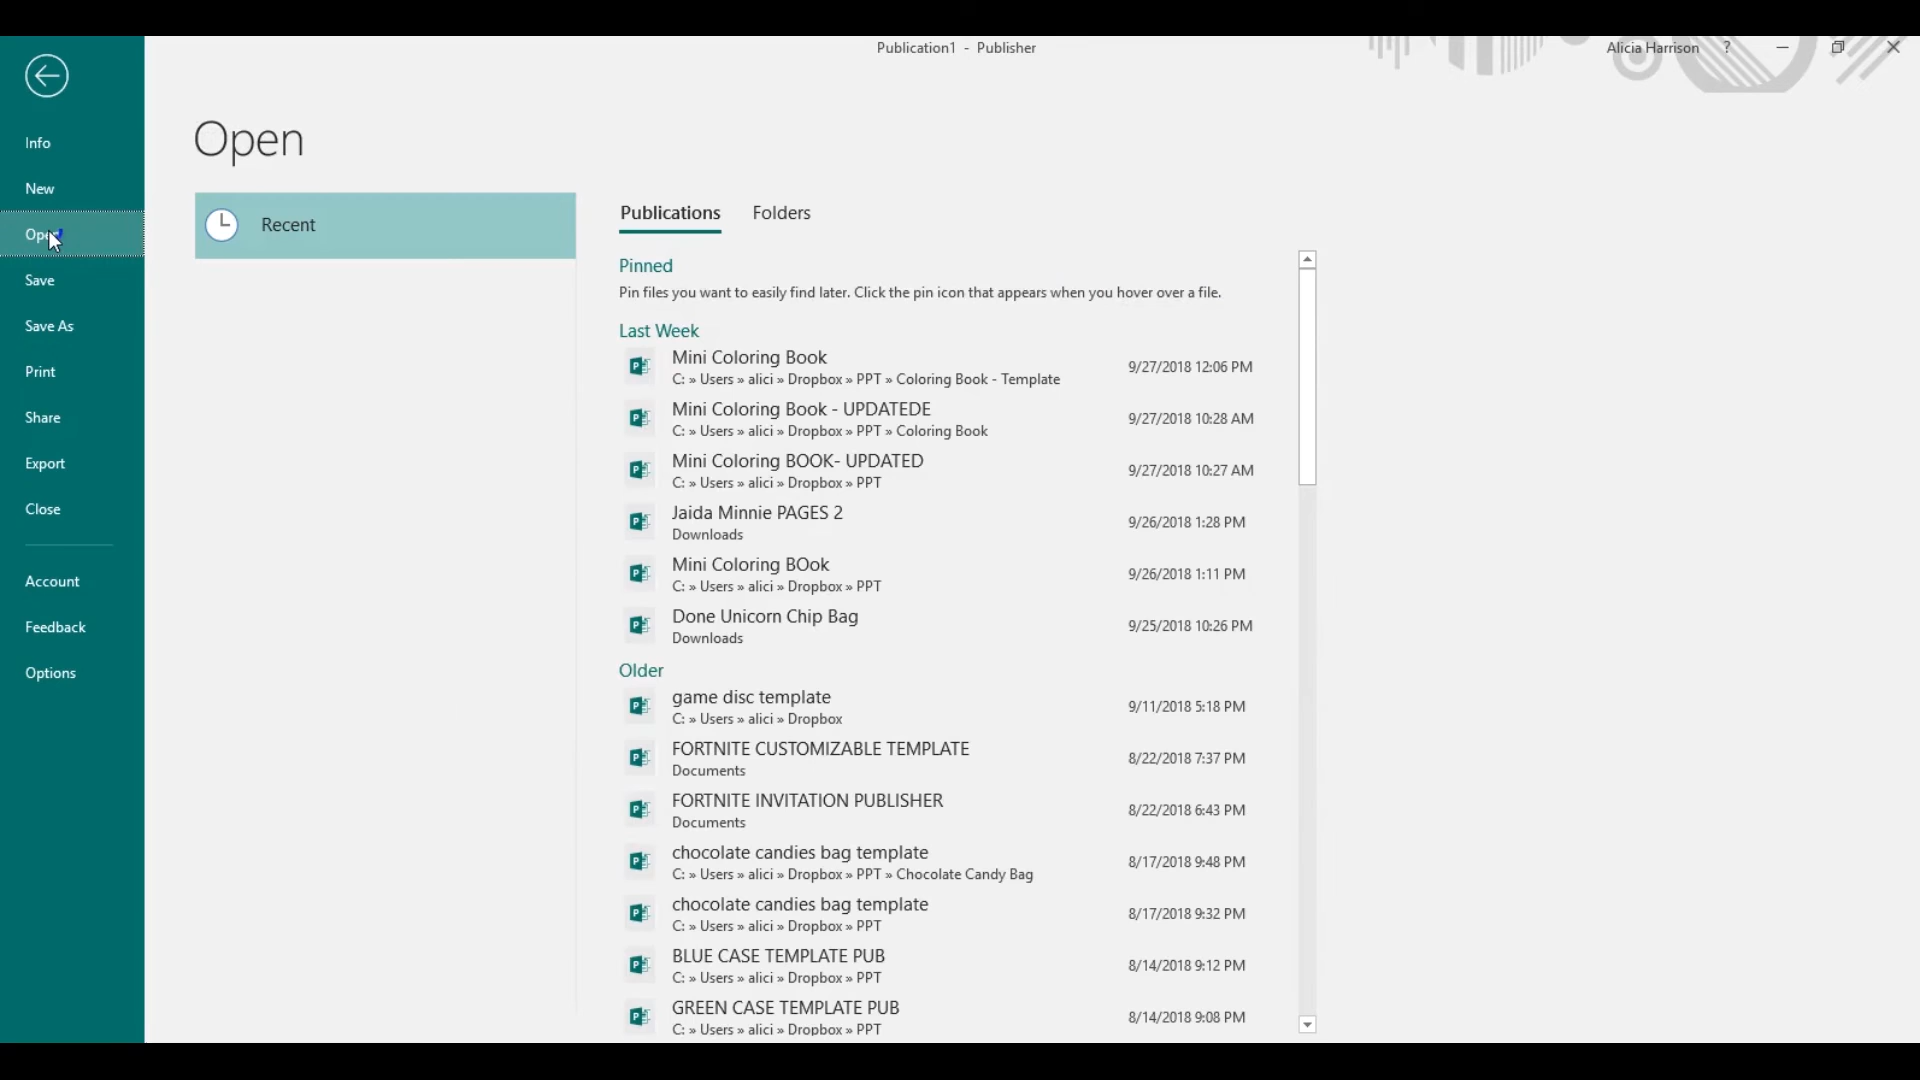 Publication1 - Publisher
Alicia Harrison ?
Info
New
Open
Save
Save As
Print
Share
Export
Close
Account
Feedback
Options
Open
Recent
Publications Folders
Pinned
Pin files you want to easily find later. Click the pin icon that appears when you hover over a file.
Last Week
Mini Coloring Book
C: » Users » alici » Dropbox » PPT » Coloring Book - Template
9/27/2018 12:06 PM
Mini Coloring Book - UPDATEDE
C: » Users » alici » Dropbox » PPT » Coloring Book
9/27/2018 10:28 AM
Mini Coloring BOOK- UPDATED
C: » Users » alici » Dropbox » PPT
9/27/2018 10:27 AM
Jaida Minnie PAGES 2
Downloads
9/26/2018 1:28 PM
Mini Coloring BOok
C: » Users » alici » Dropbox » PPT
9/26/2018 1:11 PM
Done Unicorn Chip Bag
Downloads
9/25/2018 10:26 PM
Older
game disc template
C: » Users » alici » Dropbox
9/11/2018 5:18 PM
FORTNITE CUSTOMIZABLE TEMPLATE
Documents
8/22/2018 7:37 PM
FORTNITE INVITATION PUBLISHER
Documents
8/22/2018 6:43 PM
chocolate candies bag template
C: » Users » alici » Dropbox » PPT » Chocolate Candy Bag
8/17/2018 9:48 PM
chocolate candies bag template
C: » Users » alici » Dropbox » PPT
8/17/2018 9:32 PM
BLUE CASE TEMPLATE PUB
C: » Users » alici » Dropbox » PPT
8/14/2018 9:12 PM
GREEN CASE TEMPLATE PUB
C: » Users » alici » Dropbox » PPT
8/14/2018 9:08 PM